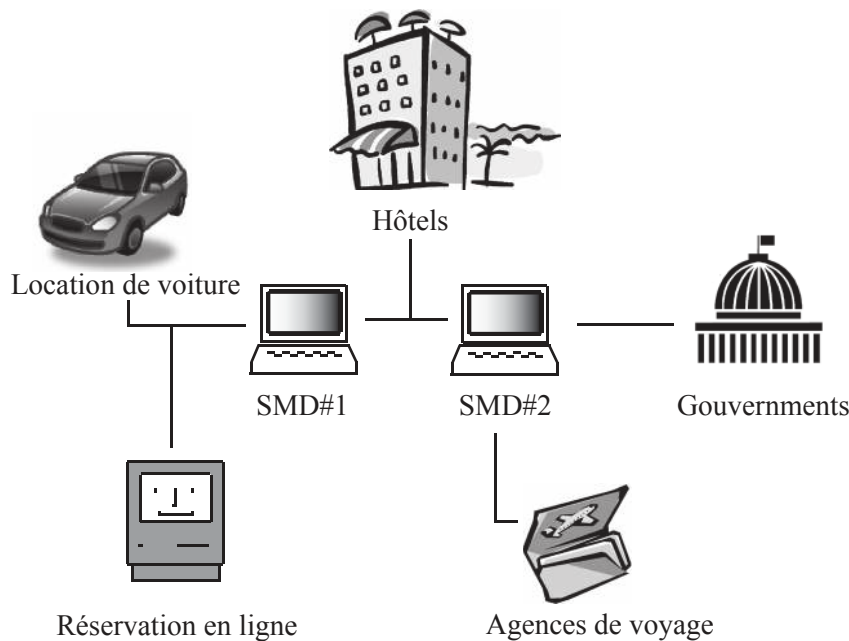 Hôtels
Location de voiture
SMD#1
SMD#2
Gouvernments
Réservation en ligne
Agences de voyage